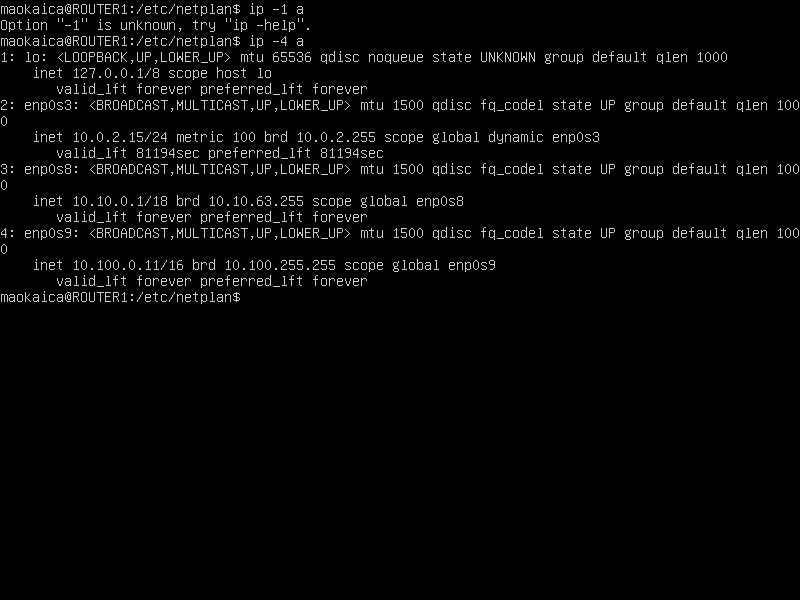 maokaica@ROUTER1:/etc/netplan$ ip -1 a
Option "-1" is unknown, try "ip -help".
maokaica@ROUTER1:/etc/netplan$ ip -4 a
1: lo: <LOOPBACK,UP,LOWER_UP> mtu 65536 qdisc noqueue state UNKNOWN group default qlen 1000
    inet 127.0.0.1/8 scope host lo
       valid_lft forever preferred_lft forever
2: enp0s3: <BROADCAST,MULTICAST,UP,LOWER_UP> mtu 1500 qdisc fq_codel state UP group default qlen 100
0
    inet 10.0.2.15/24 metric 100 brd 10.0.2.255 scope global dynamic enp0s3
       valid_lft 81194sec preferred_lft 81194sec
3: enp0s8: <BROADCAST,MULTICAST,UP,LOWER_UP> mtu 1500 qdisc fq_codel state UP group default qlen 100
0
    inet 10.10.0.1/18 brd 10.10.63.255 scope global enp0s8
       valid_lft forever preferred_lft forever
4: enp0s9: <BROADCAST,MULTICAST,UP,LOWER_UP> mtu 1500 qdisc fq_codel state UP group default qlen 100
0
    inet 10.100.0.11/16 brd 10.100.255.255 scope global enp0s9
       valid_lft forever preferred_lft forever
maokaica@ROUTER1:/etc/netplan$